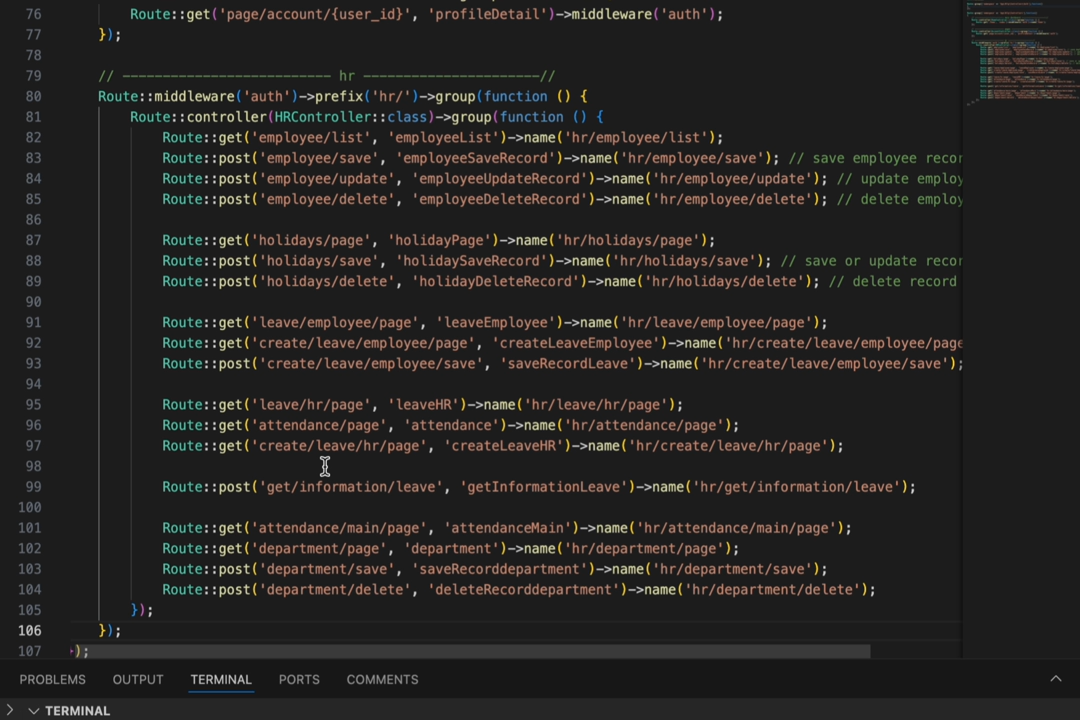 76 Route::get('page/account/{user_id}', 'profileDetail')->middleware('auth');
77 });
78
79 // -------------------------- hr ----------------------//
80 Route::middleware('auth')->prefix('hr/')->group(function () {
81 Route::controller(HRController::class)->group(function () {
82 Route::get('employee/list', 'employeeList')->name('hr/employee/list');
83 Route::post('employee/save', 'employeeSaveRecord')->name('hr/employee/save'); // save employee recor
84 Route::post('employee/update', 'employeeUpdateRecord')->name('hr/employee/update'); // update employ
85 Route::post('employee/delete', 'employeeDeleteRecord')->name('hr/employee/delete'); // delete employ
86
87 Route::get('holidays/page', 'holidayPage')->name('hr/holidays/page');
88 Route::post('holidays/save', 'holidaySaveRecord')->name('hr/holidays/save'); // save or update recor
89 Route::post('holidays/delete', 'holidayDeleteRecord')->name('hr/holidays/delete'); // delete record
90
91 Route::get('leave/employee/page', 'leaveEmployee')->name('hr/leave/employee/page');
92 Route::get('create/leave/employee/page', 'createLeaveEmployee')->name('hr/create/leave/employee/page
93 Route::post('create/leave/employee/save', 'saveRecordLeave')->name('hr/create/leave/employee/save');
94
95 Route::get('leave/hr/page', 'leaveHR')->name('hr/leave/hr/page');
96 Route::get('attendance/page', 'attendance')->name('hr/attendance/page');
97 Route::get('create/leave/hr/page', 'createLeaveHR')->name('hr/create/leave/hr/page');
98
99 Route::post('get/information/leave', 'getInformationLeave')->name('hr/get/information/leave');
100
101 Route::get('attendance/main/page', 'attendanceMain')->name('hr/attendance/main/page');
102 Route::get('department/page', 'department')->name('hr/department/page');
103 Route::post('department/save', 'saveRecorddepartment')->name('hr/department/save');
104 Route::post('department/delete', 'deleteRecorddepartment')->name('hr/department/delete');
105 });
106 });
107 );
PROBLEMS OUTPUT TERMINAL PORTS COMMENTS
TERMINAL